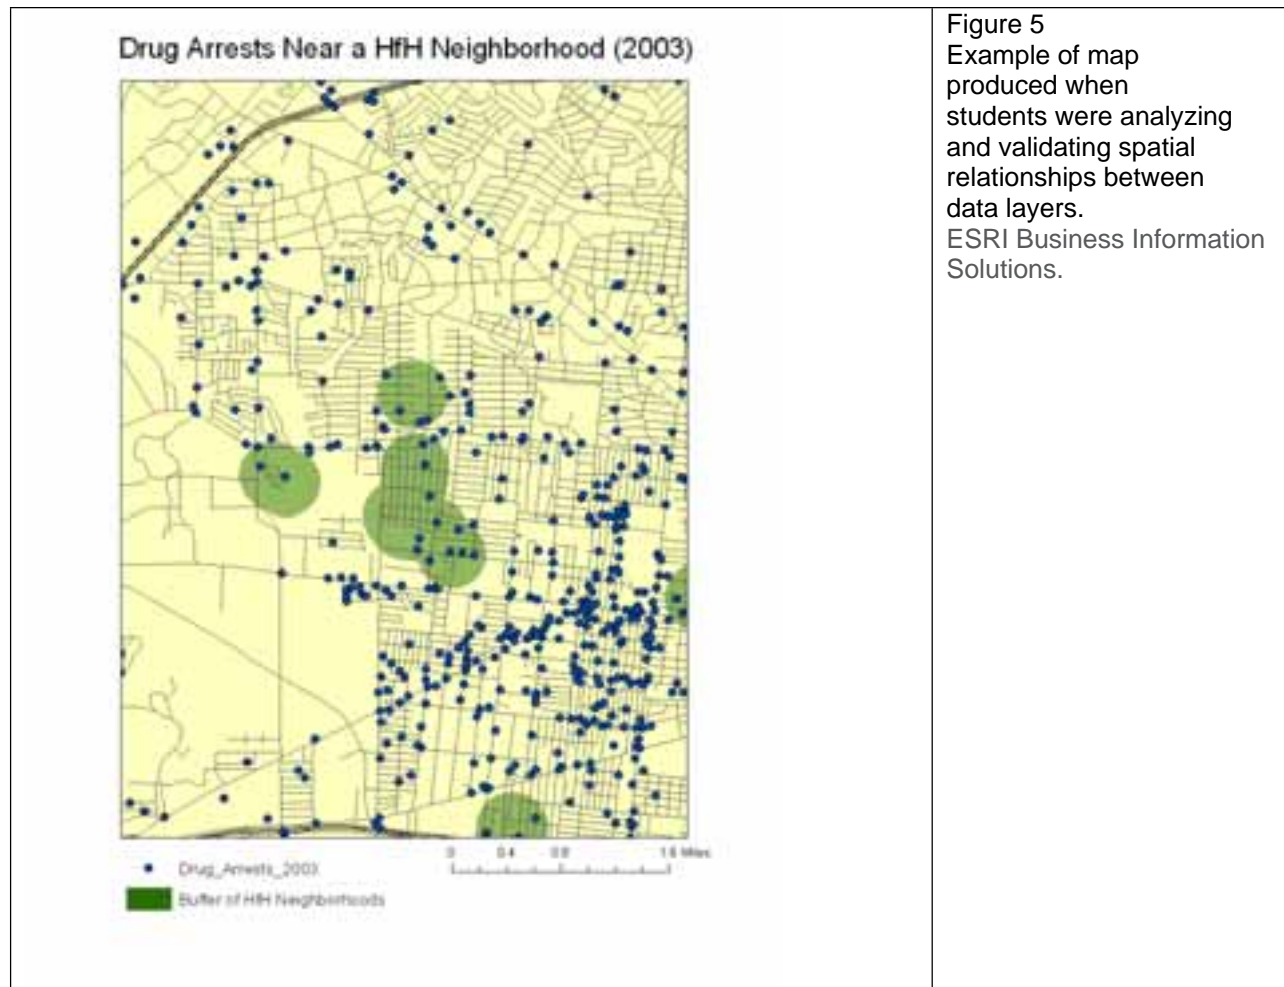 Drug Arrests Near a HfH Neighborhood (2003)
0 0.4 0.8 1.6 Miles
Drug_Arrests_2003
Buffer of HfH Neighborhoods
Figure 5
Example of map
produced when
students were analyzing
and validating spatial
relationships between
data layers.
ESRI Business Information
Solutions.